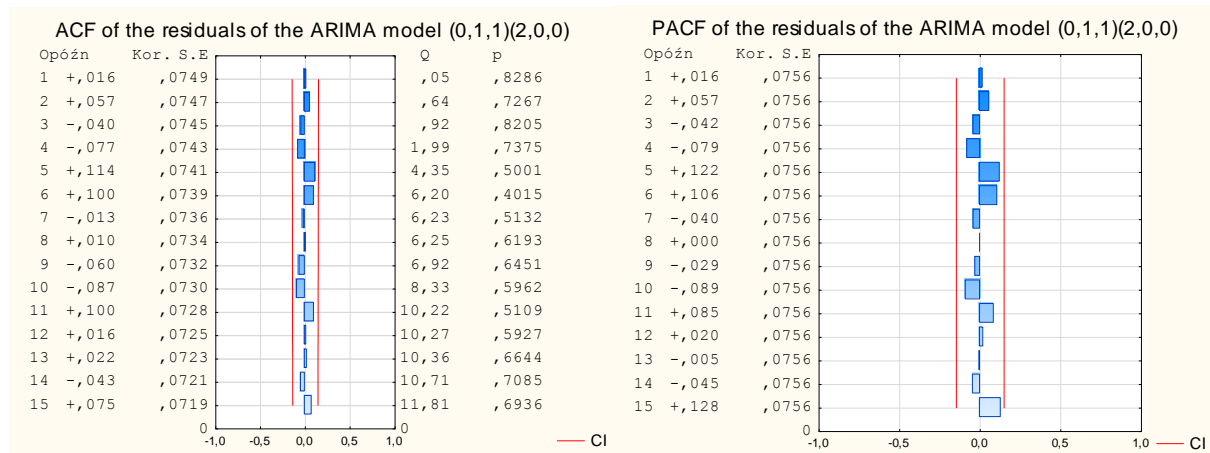 ACF of the residuals of the ARIMA model (0,1,1)(2,0,0)
Opóźn Kor. S.E Q p
1 +,016 ,0749 ,05 ,8286
2 +,057 ,0747 ,64 ,7267
3 -,040 ,0745 ,92 ,8205
4 -,077 ,0743 1,99 ,7375
5 +,114 ,0741 4,35 ,5001
6 +,100 ,0739 6,20 ,4015
7 -,013 ,0736 6,23 ,5132
8 +,010 ,0734 6,25 ,6193
9 -,060 ,0732 6,92 ,6451
10 -,087 ,0730 8,33 ,5962
11 +,100 ,0728 10,22 ,5109
12 +,016 ,0725 10,27 ,5927
13 +,022 ,0723 10,36 ,6644
14 -,043 ,0721 10,71 ,7085
15 +,075 ,0719 11,81 ,6936
0 0
-1,0 -0,5 0,0 0,5 1,0
CI
PACF of the residuals of the ARIMA model (0,1,1)(2,0,0)
Opóźn Kor. S.E
1 +,016 ,0756
2 +,057 ,0756
3 -,042 ,0756
4 -,079 ,0756
5 +,122 ,0756
6 +,106 ,0756
7 -,040 ,0756
8 +,000 ,0756
9 -,029 ,0756
10 -,089 ,0756
11 +,085 ,0756
12 +,020 ,0756
13 -,005 ,0756
14 -,045 ,0756
15 +,128 ,0756
0
-1,0 -0,5 0,0 0,5 1,0
CI